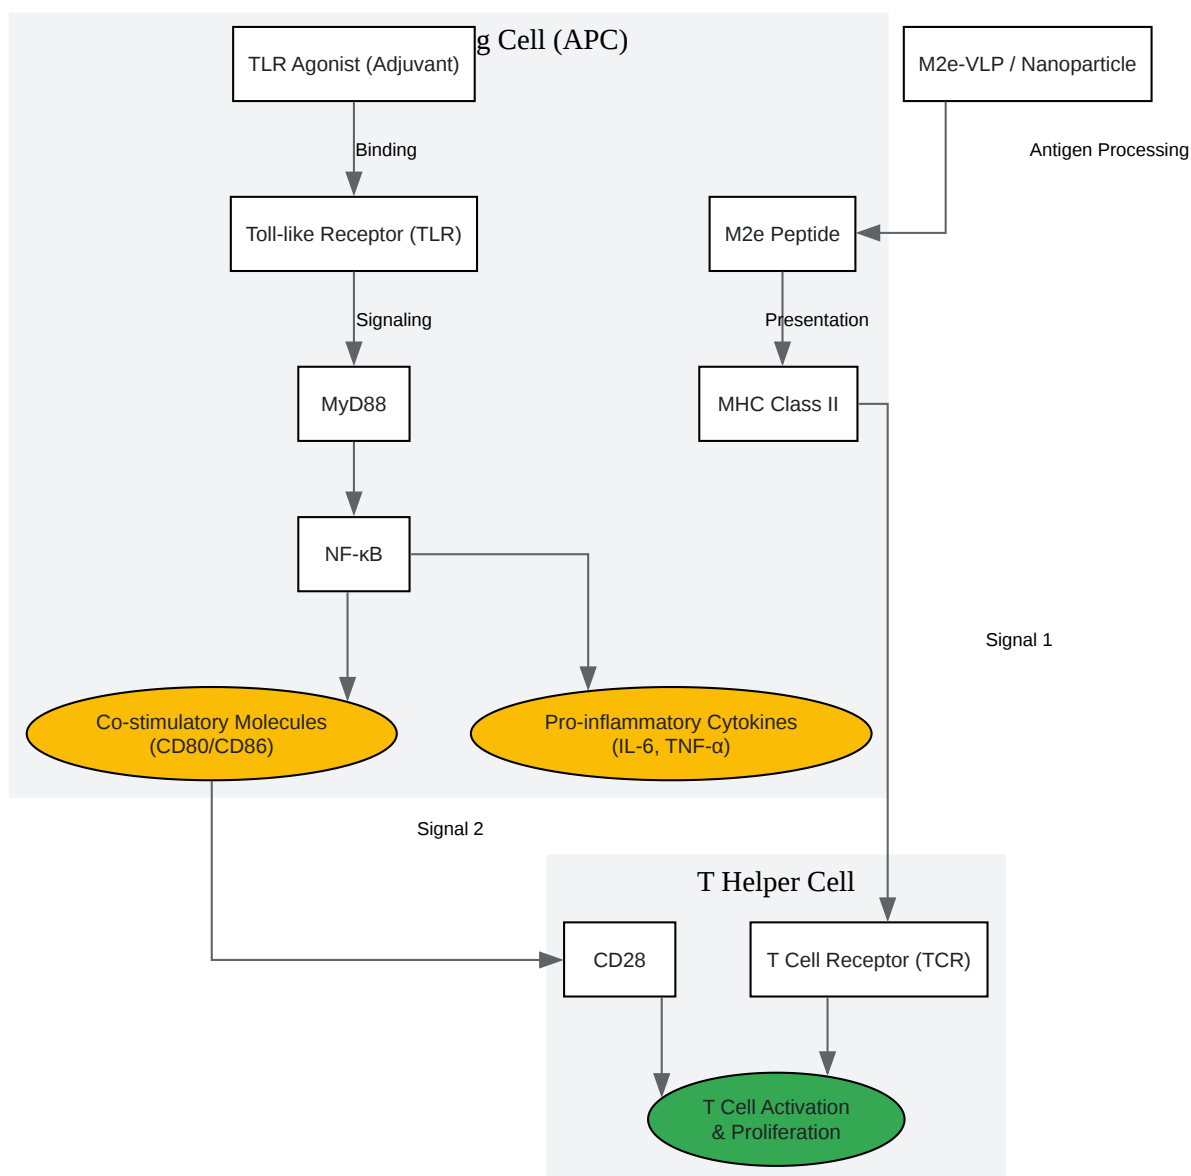 g Cell (APC)
TLR Agonist (Adjuvant)
M2e-VLP / Nanoparticle
Binding
Antigen Processing
Toll-like Receptor (TLR)
M2e Peptide
Signaling
Presentation
MyD88
MHC Class II
NF-κB
Signal 1
Co-stimulatory Molecules
(CD80/CD86)
Pro-inflammatory Cytokines
(IL-6, TNF-α)
Signal 2
T Helper Cell
CD28
T Cell Receptor (TCR)
T Cell Activation
& Proliferation